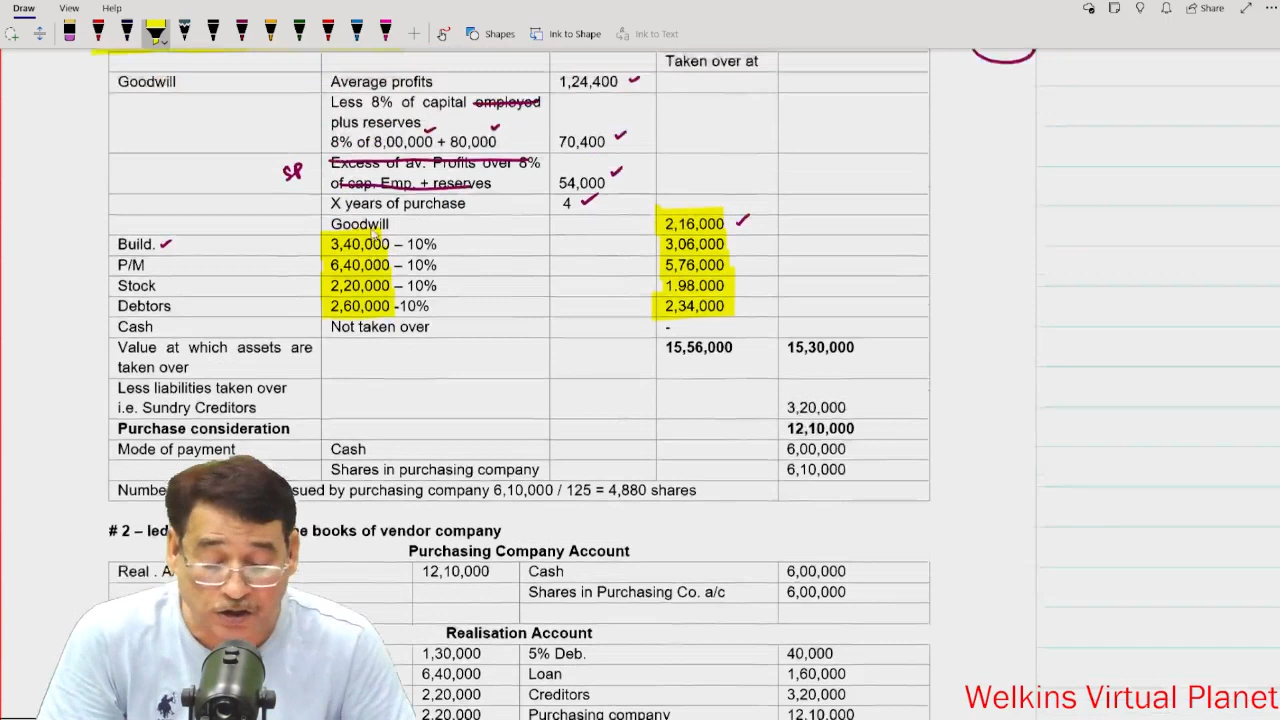 Draw View Help
Share
Shapes Ink to Shape Ink to Text
Taken over at
Goodwill Average profits 1,24,400
Less 8% of capital employed
plus reserves
8% of 8,00,000 + 80,000 70,400
SP Excess of av. Profits over 8%
of cap. Emp. + reserves 54,000
X years of purchase 4
Goodwill 2,16,000
Build. 3,40,000 – 10% 3,06,000
P/M 6,40,000 – 10% 5,76,000
Stock 2,20,000 – 10% 1.98.000
Debtors 2,60,000 -10% 2,34,000
Cash Not taken over -
Value at which assets are 15,56,000 15,30,000
taken over
Less liabilities taken over
i.e. Sundry Creditors 3,20,000
Purchase consideration 12,10,000
Mode of payment Cash 6,00,000
Shares in purchasing company 6,10,000
Numbe sued by purchasing company 6,10,000 / 125 = 4,880 shares
# 2 – led e books of vendor company
Purchasing Company Account
Real . A 12,10,000 Cash 6,00,000
Shares in Purchasing Co. a/c 6,00,000
Realisation Account
1,30,000 5% Deb. 40,000
6,40,000 Loan 1,60,000
2,20,000 Creditors 3,20,000
2,20,000 Purchasing company 12,10,000
Welkins Virtual Planet